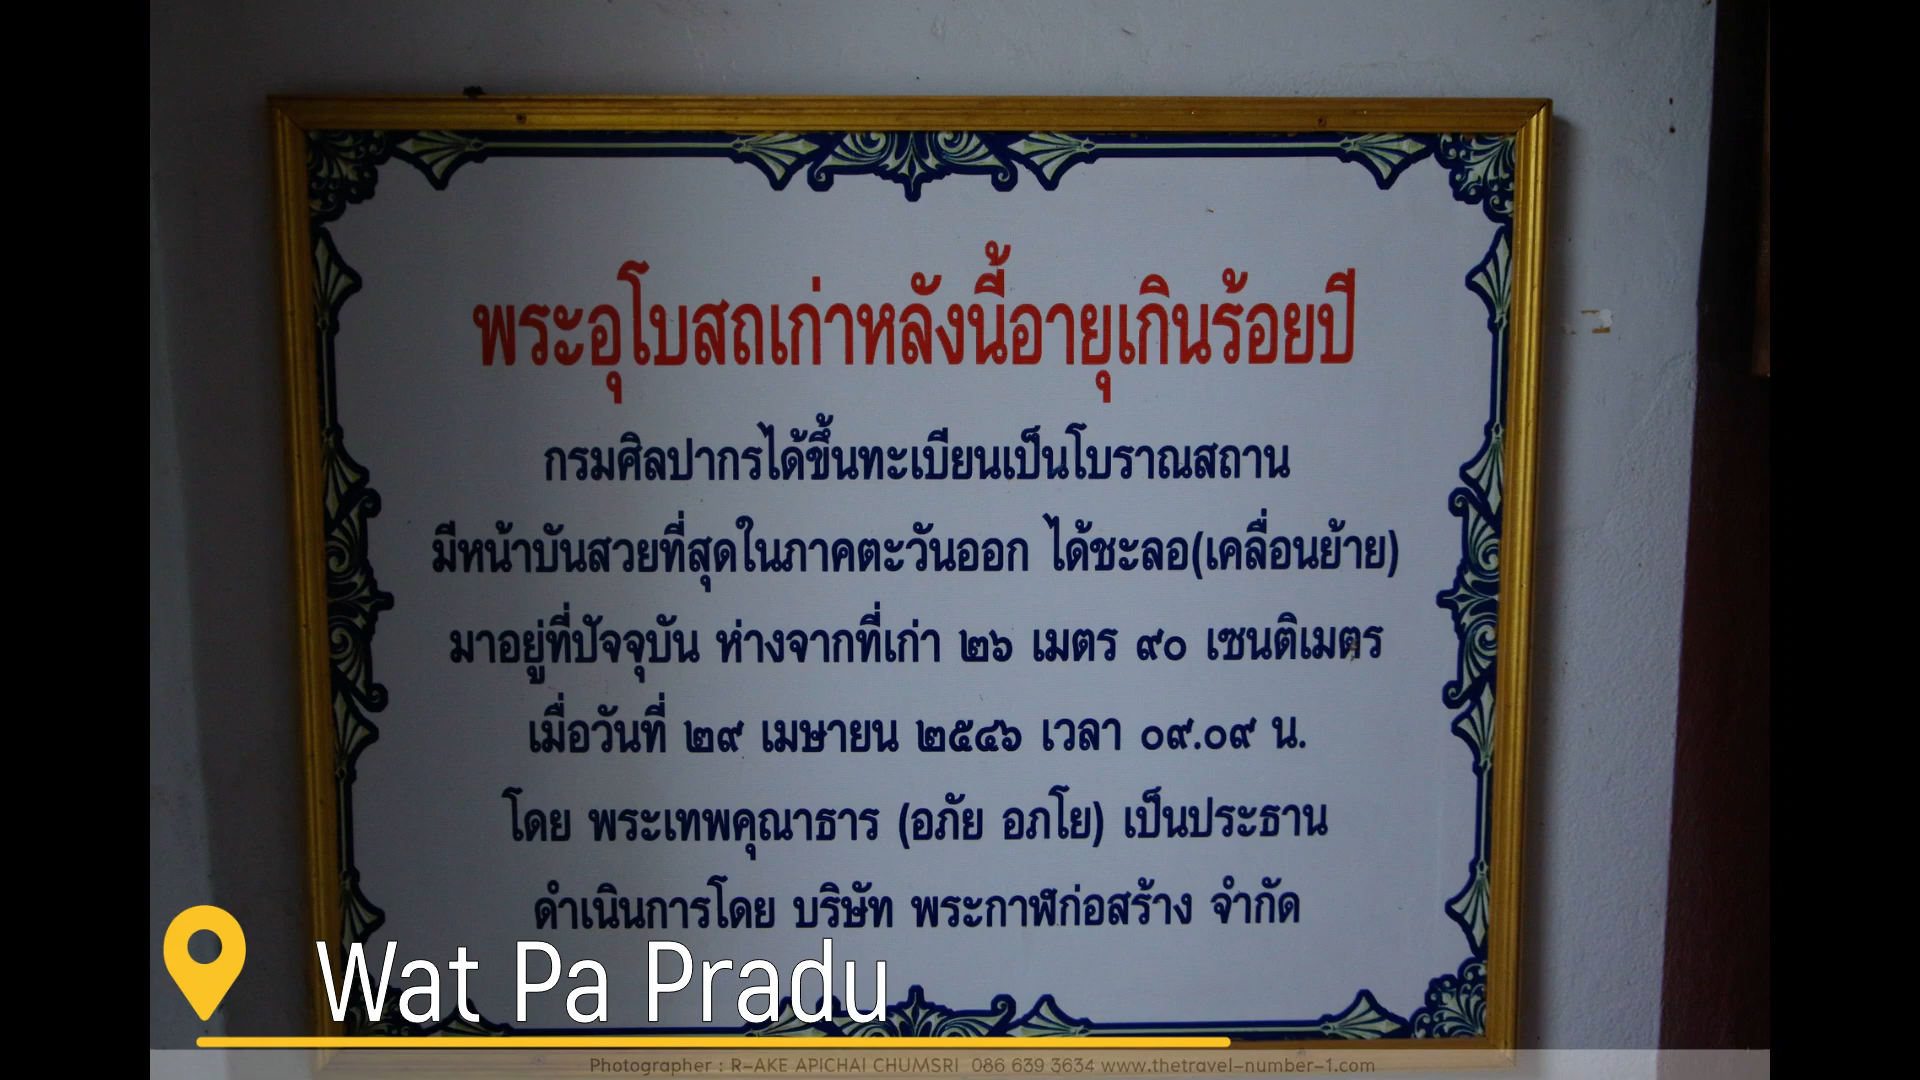 พระอุโบสถเก่าหลังนี้อายุเกินร้อยปี
กรมศิลปากรได้ขึ้นทะเบียนเป็นโบราณสถาน
มีหน้าบันสวยที่สุดในภาคตะวันออก ได้ชะลอ(เคลื่อนย้าย)
มาอยู่ที่ปัจจุบัน ห่างจากที่เก่า ๒๖ เมตร ๙๐ เซนติเมตร
เมื่อวันที่ ๒๙ เมษายน ๒๕๔๖ เวลา ๐๙.๐๙ น.
โดย พระเทพคุณาธาร (อภัย อภโย) เป็นประธาน
ดำเนินการโดย บริษัท พระกาฬก่อสร้าง จำกัด
Wat Pa Pradu
Photographer : R-AKE APICHAI CHUMSRI 086 639 3634 www.thetravel-number-1.com